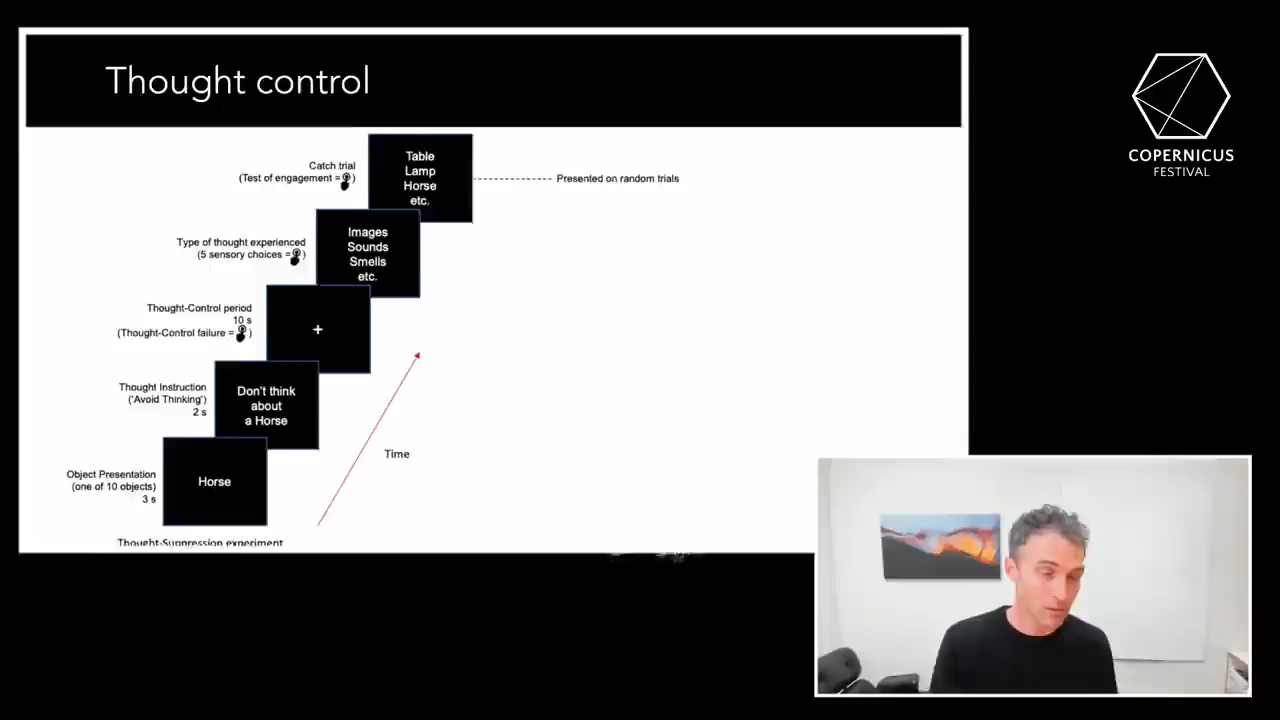 Thought control
COPERNICUS
FESTIVAL
Catch trial
(Test of engagement = )
Table
Lamp
Horse
etc.
Presented on random trials
Type of thought experienced
(5 sensory choices = )
Images
Sounds
Smells
etc.
Thought-Control period
10 s
(Thought-Control failure = )
+
Thought Instruction
('Avoid Thinking')
2 s
Don't think
about
a Horse
Time
Object Presentation
(one of 10 objects)
3 s
Horse
Thought-Suppression experiment